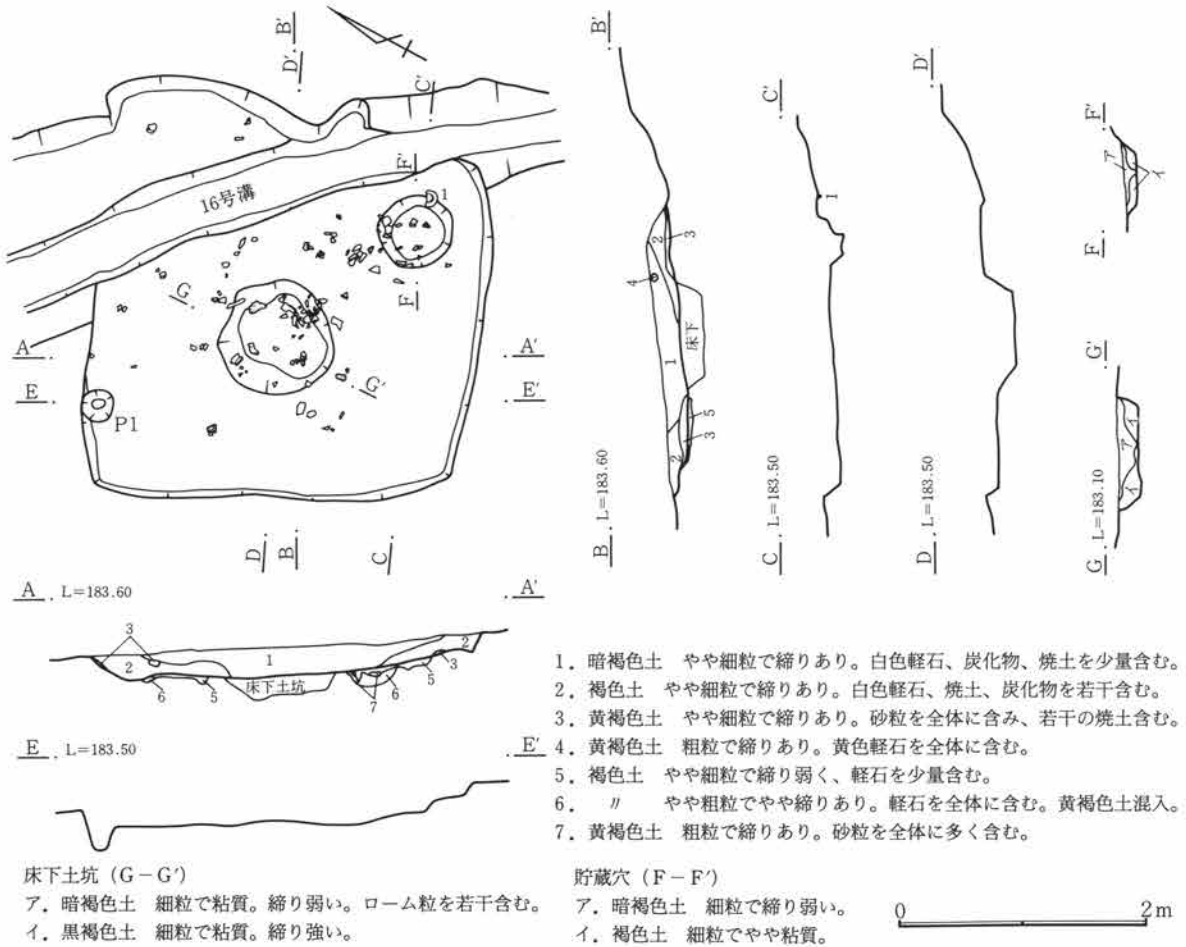 B′
D′
C′
F′
16号溝
1
G
F
A
A′
E
E′
G′
P1
D
B
C
B′
2
3
4
1
床下
5
3
2
B L=183.60
C′
1
C L=183.50
D′
D L=183.50
F′
ア
イ
F
G′
イ
ア
イ
G L=183.10
A L=183.60
A′
3
2
1
2
3
5
6
床下土坑
6
5
7
E L=183.50
E′
1. 暗褐色土 やや細粒で締りあり。白色軽石、炭化物、焼土を少量含む。
2. 褐色土 やや細粒で締りあり。白色軽石、焼土、炭化物を若干含む。
3. 黄褐色土 やや細粒で締りあり。砂粒を全体に含み、若干の焼土含む。
4. 黄褐色土 粗粒で締りあり。黄色軽石を全体に含む。
5. 褐色土 やや細粒で締り弱く、軽石を少量含む。
6. 〃 やや粗粒でやや締りあり。軽石を全体に含む。黄褐色土混入。
7. 黄褐色土 粗粒で締りあり。砂粒を全体に多く含む。
床下土坑（G－G′）
ア. 暗褐色土 細粒で粘質。締り弱い。ローム粒を若干含む。
イ. 黒褐色土 細粒で粘質。締り強い。
貯蔵穴（F－F′）
ア. 暗褐色土 細粒で締り弱い。
イ. 褐色土 細粒でやや粘質。
0 2m